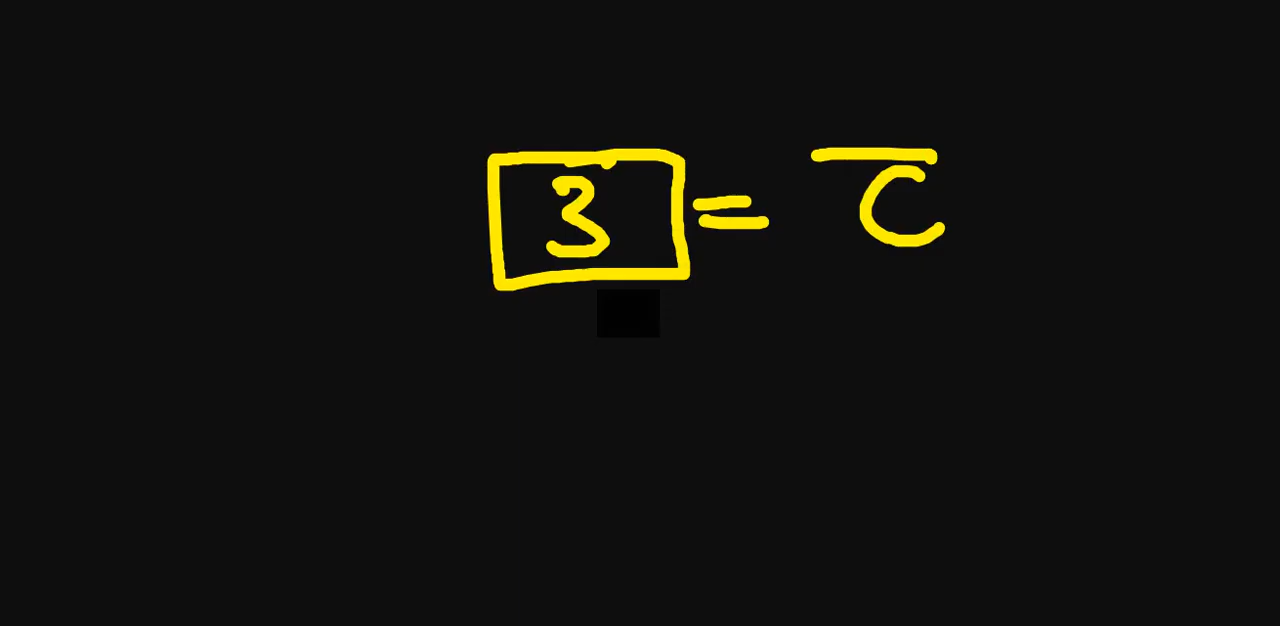 3 = C̅